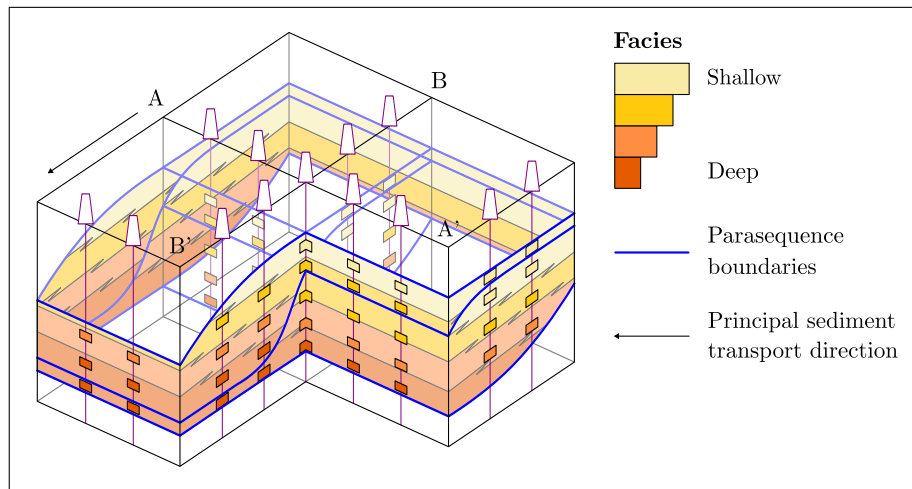 A
B
B'
A'
Facies
Shallow
Deep
Parasequence
boundaries
Principal sediment
transport direction